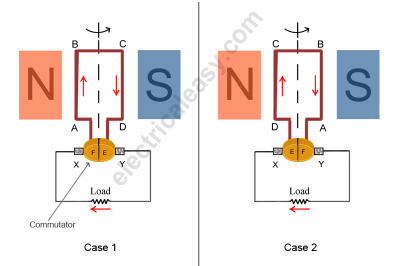 B C
N S
A D
F E
X Y
Load
Commutator
Case 1
C B
N S
D A
E F
X Y
Load
Case 2
electricaleasy.com